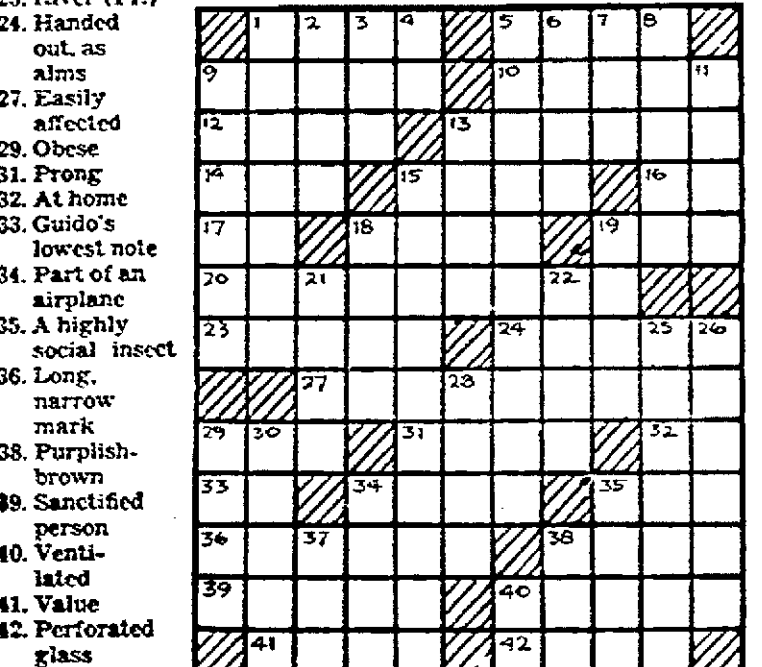 23. River (Fr.)
24. Handed
out, as
alms
27. Easily
affected
29. Obese
31. Prong
32. At home
33. Guido's
lowest note
34. Part of an
airplane
35. A highly
social insect
36. Long,
narrow
mark
38. Purplish-
brown
39. Sanctified
person
40. Venti-
lated
41. Value
42. Perforated
glass
1 2 3 4 5 6 7 8
9 10 11
12 13
14 15 16
17 18 19
20 21 22
23 24 25 26
27 28
29 30 31 32
33 34 35
36 37 38
39 40
41 42